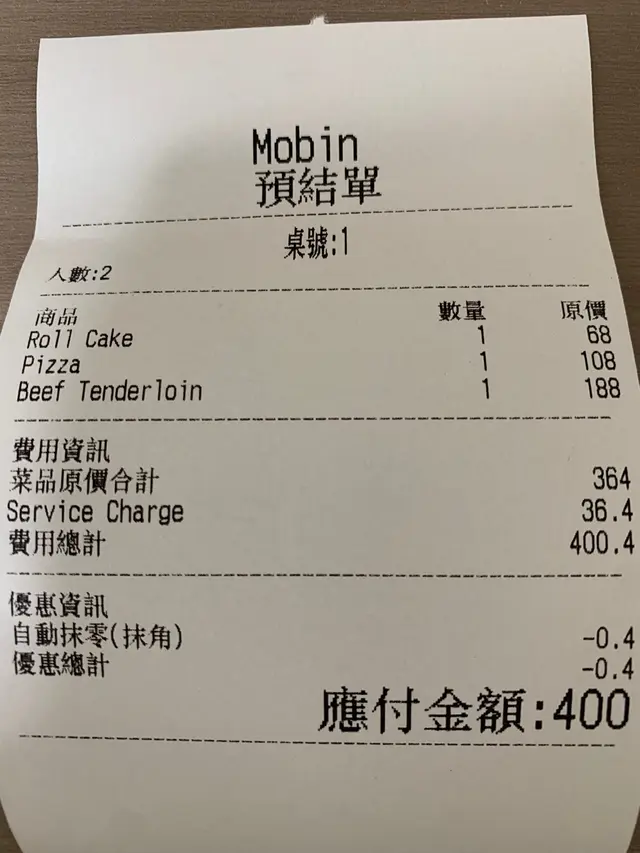 Mobin
預結單
桌號:1
人數:2
商品 數量 原價
Roll Cake 1 68
Pizza 1 108
Beef Tenderloin 1 188
費用資訊
菜品原價合計 364
Service Charge 36.4
費用總計 400.4
優惠資訊
自動抹零(抹角) -0.4
優惠總計 -0.4
應付金額:400